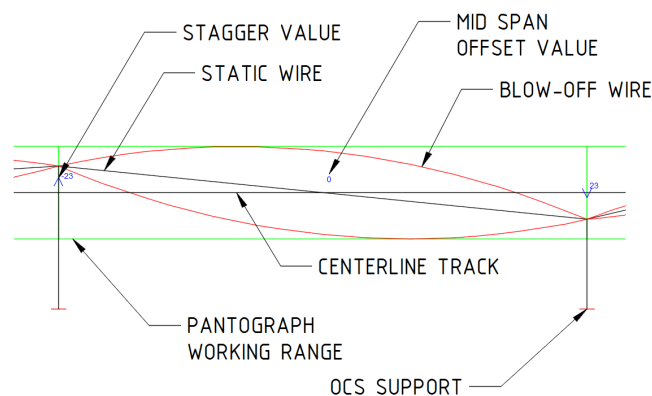 STAGGER VALUE
MID SPAN
OFFSET VALUE
STATIC WIRE
BLOW-OFF WIRE
-23
0
23
CENTERLINE TRACK
PANTOGRAPH
WORKING RANGE
OCS SUPPORT